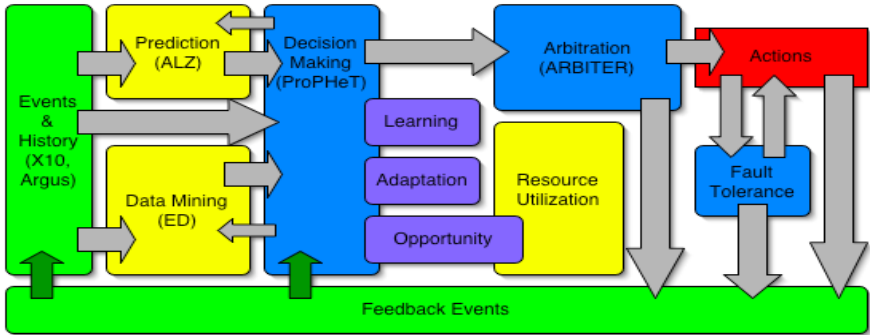 Prediction
(ALZ)
Decision
Making
(ProPHeT)
Arbitration
(ARBITER)
Actions
Events
&
History
(X10,
Argus)
Learning
Adaptation
Opportunity
Data Mining
(ED)
Resource
Utilization
Fault
Tolerance
Feedback Events